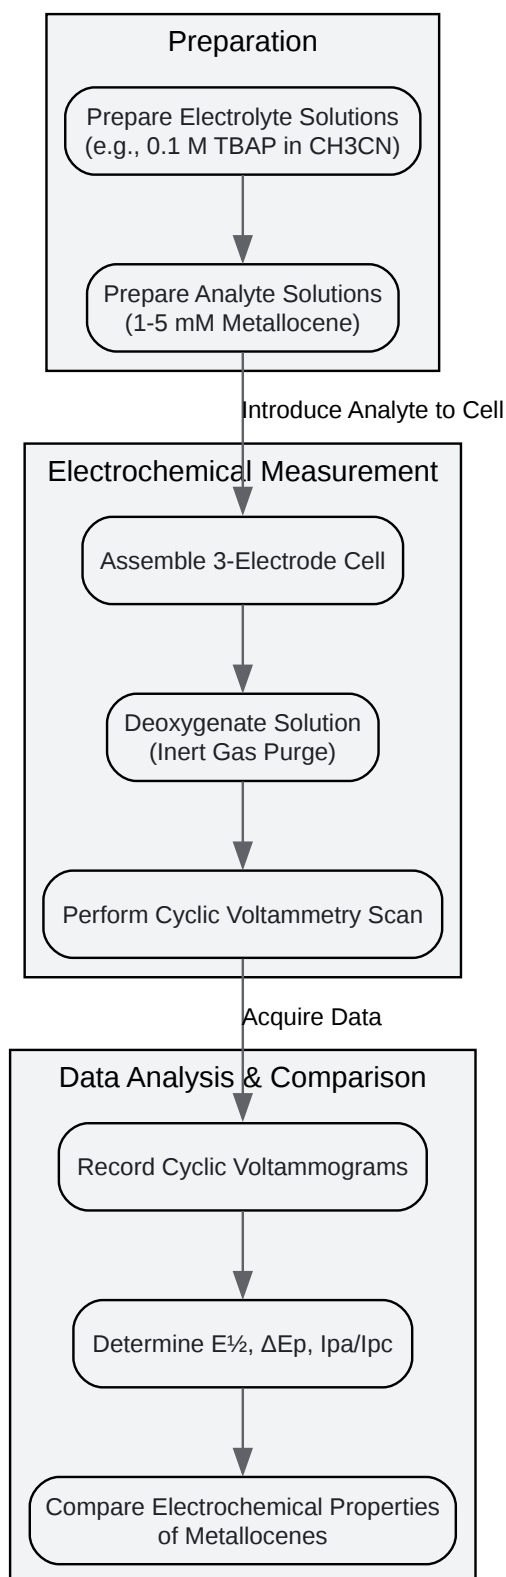 Preparation
Prepare Electrolyte Solutions
(e.g., 0.1 M TBAP in CH3CN)
Prepare Analyte Solutions
(1-5 mM Metallocene)
Introduce Analyte to Cell
Electrochemical Measurement
Assemble 3-Electrode Cell
Deoxygenate Solution
(Inert Gas Purge)
Perform Cyclic Voltammetry Scan
Acquire Data
Data Analysis & Comparison
Record Cyclic Voltammograms
Determine E½, ΔEp, Ipa/Ipc
Compare Electrochemical Properties
of Metallocenes